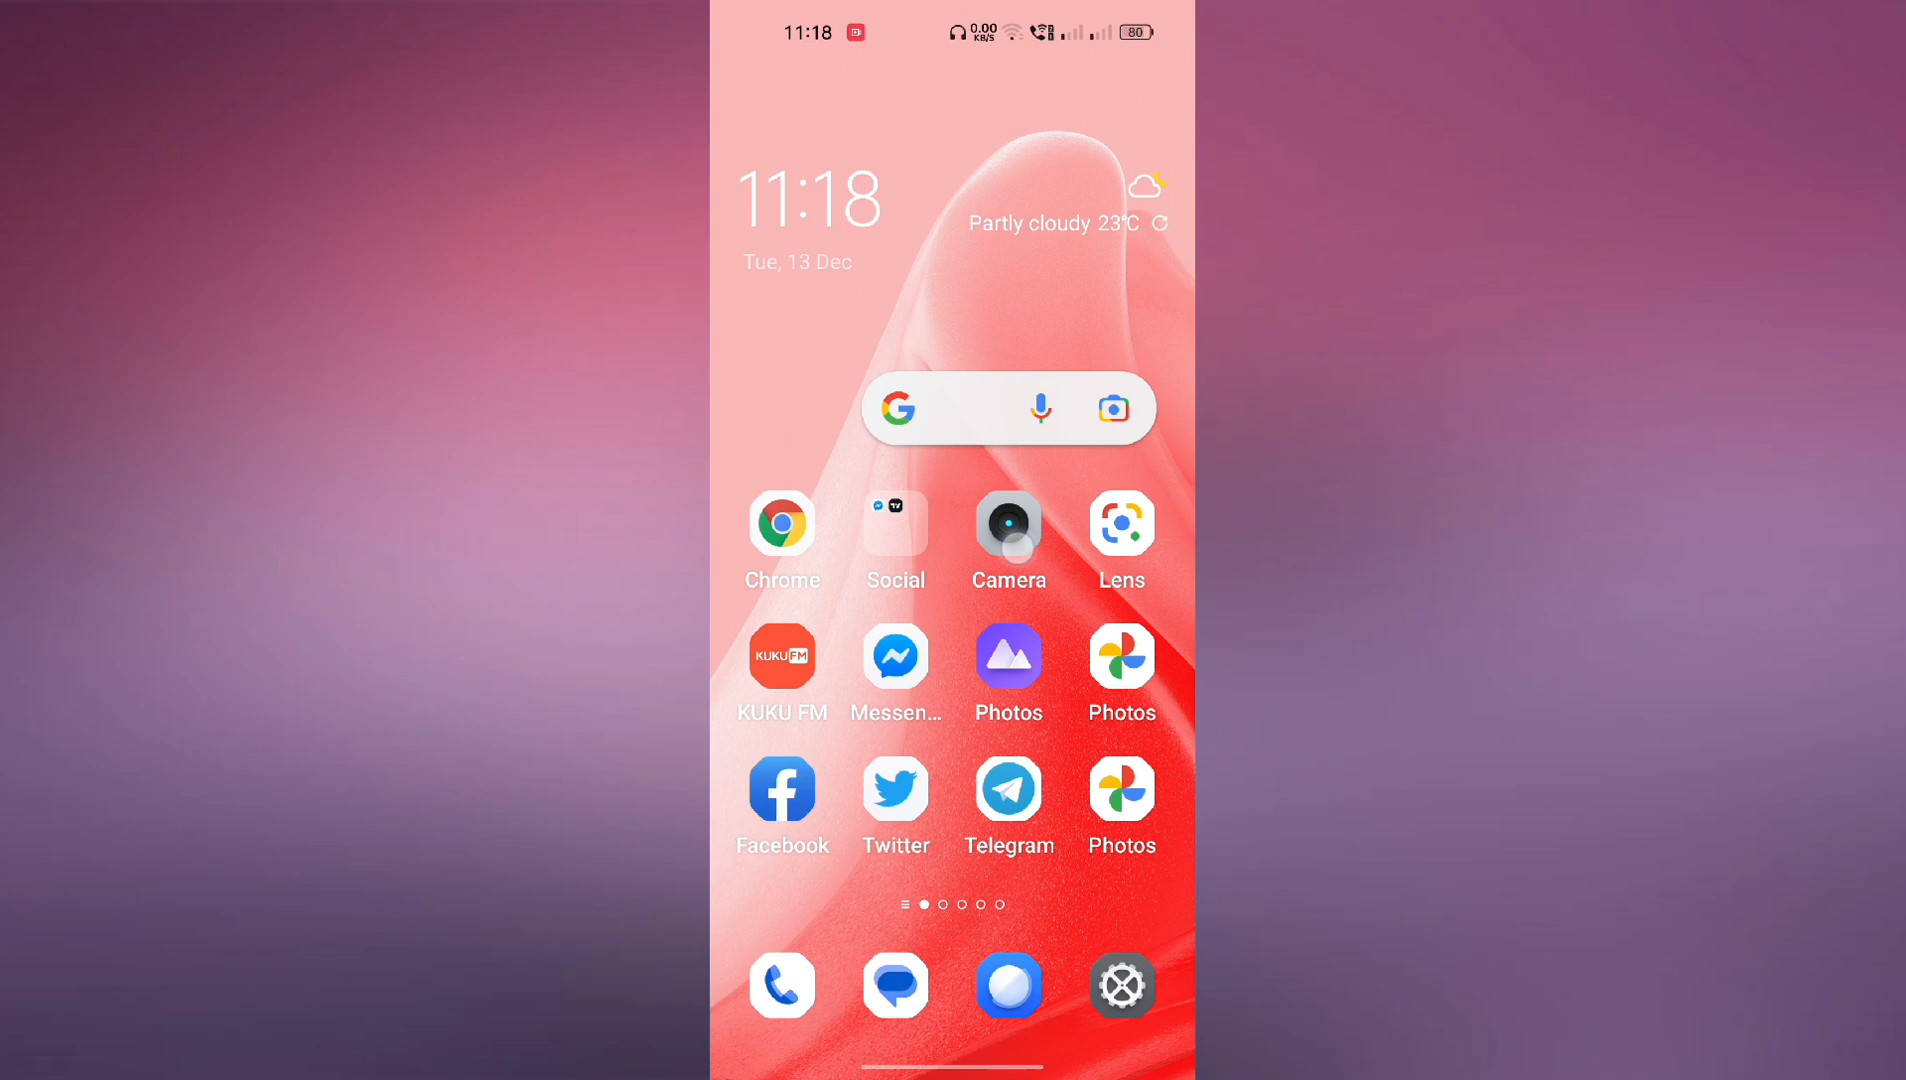 11:18
0.00
KB/S
80
11:18
Partly cloudy 23°C
Tue, 13 Dec
Chrome
Social
Camera
Lens
KUKU FM
KUKU FM
Messen...
Photos
Photos
Facebook
Twitter
Telegram
Photos